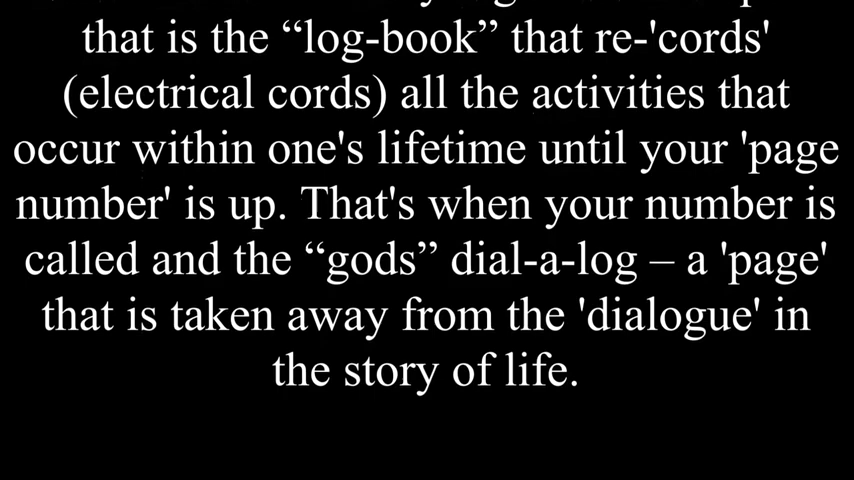 that is the “log-book” that re-'cords'
(electrical cords) all the activities that
occur within one's lifetime until your 'page
number' is up. That's when your number is
called and the “gods” dial-a-log – a 'page'
that is taken away from the 'dialogue' in
the story of life.